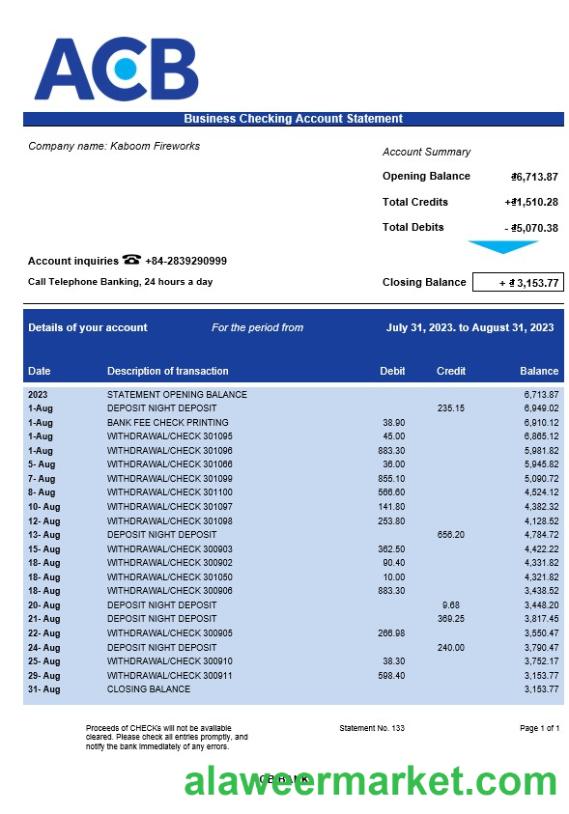 ACB
Business Checking Account Statement
Company name: Kaboom Fireworks
Account Summary
Opening Balance ₫6,713.87
Total Credits +₫1,510.28
Total Debits - ₫5,070.38
Account inquiries ☎ +84-2839290999
Call Telephone Banking, 24 hours a day
Closing Balance + ₫ 3,153.77
Details of your account For the period from July 31, 2023. to August 31, 2023
Date Description of transaction Debit Credit Balance
2023 STATEMENT OPENING BALANCE 6,713.87
1-Aug DEPOSIT NIGHT DEPOSIT 235.15 6,949.02
1-Aug BANK FEE CHECK PRINTING 38.90 6,910.12
1-Aug WITHDRAWAL/CHECK 301095 45.00 6,865.12
1-Aug WITHDRAWAL/CHECK 301096 883.30 5,981.82
5- Aug WITHDRAWAL/CHECK 301066 36.00 5,945.82
7- Aug WITHDRAWAL/CHECK 301099 855.10 5,090.72
8- Aug WITHDRAWAL/CHECK 301100 566.60 4,524.12
10- Aug WITHDRAWAL/CHECK 301097 141.80 4,382.32
12- Aug WITHDRAWAL/CHECK 301098 253.80 4,128.52
13- Aug DEPOSIT NIGHT DEPOSIT 656.20 4,784.72
15- Aug WITHDRAWAL/CHECK 300903 362.50 4,422.22
18- Aug WITHDRAWAL/CHECK 300902 90.40 4,331.82
18- Aug WITHDRAWAL/CHECK 301050 10.00 4,321.82
18- Aug WITHDRAWAL/CHECK 300906 883.30 3,438.52
20- Aug DEPOSIT NIGHT DEPOSIT 9.68 3,448.20
21- Aug DEPOSIT NIGHT DEPOSIT 369.25 3,817.45
22- Aug WITHDRAWAL/CHECK 300905 266.98 3,550.47
24- Aug DEPOSIT NIGHT DEPOSIT 240.00 3,790.47
25- Aug WITHDRAWAL/CHECK 300910 38.30 3,752.17
29- Aug WITHDRAWAL/CHECK 300911 598.40 3,153.77
31- Aug CLOSING BALANCE 3,153.77
Proceeds of CHECKs will not be available Statement No. 133 Page 1 of 1
cleared. Please check all entries promptly, and
notify the bank immediately of any errors.
alaweermarket.com